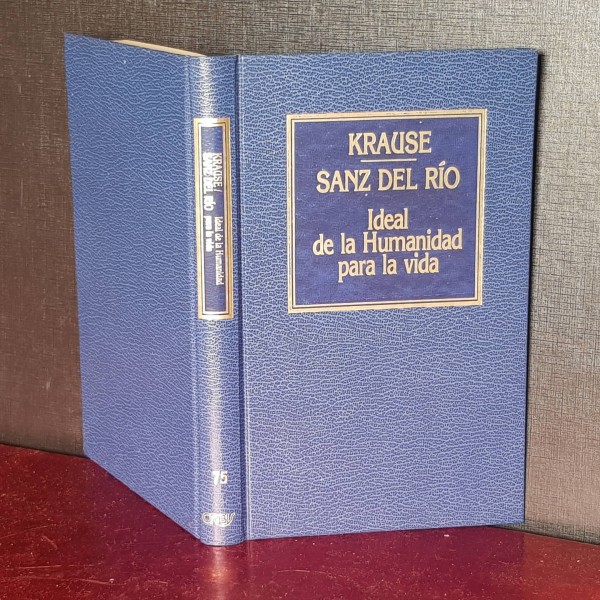 KRAUSE
SANZ DEL RÍO
Ideal
de la Humanidad
para la vida
KRAUSE/
SANZ DEL RÍO
Ideal de la Humanidad
para la vida
75